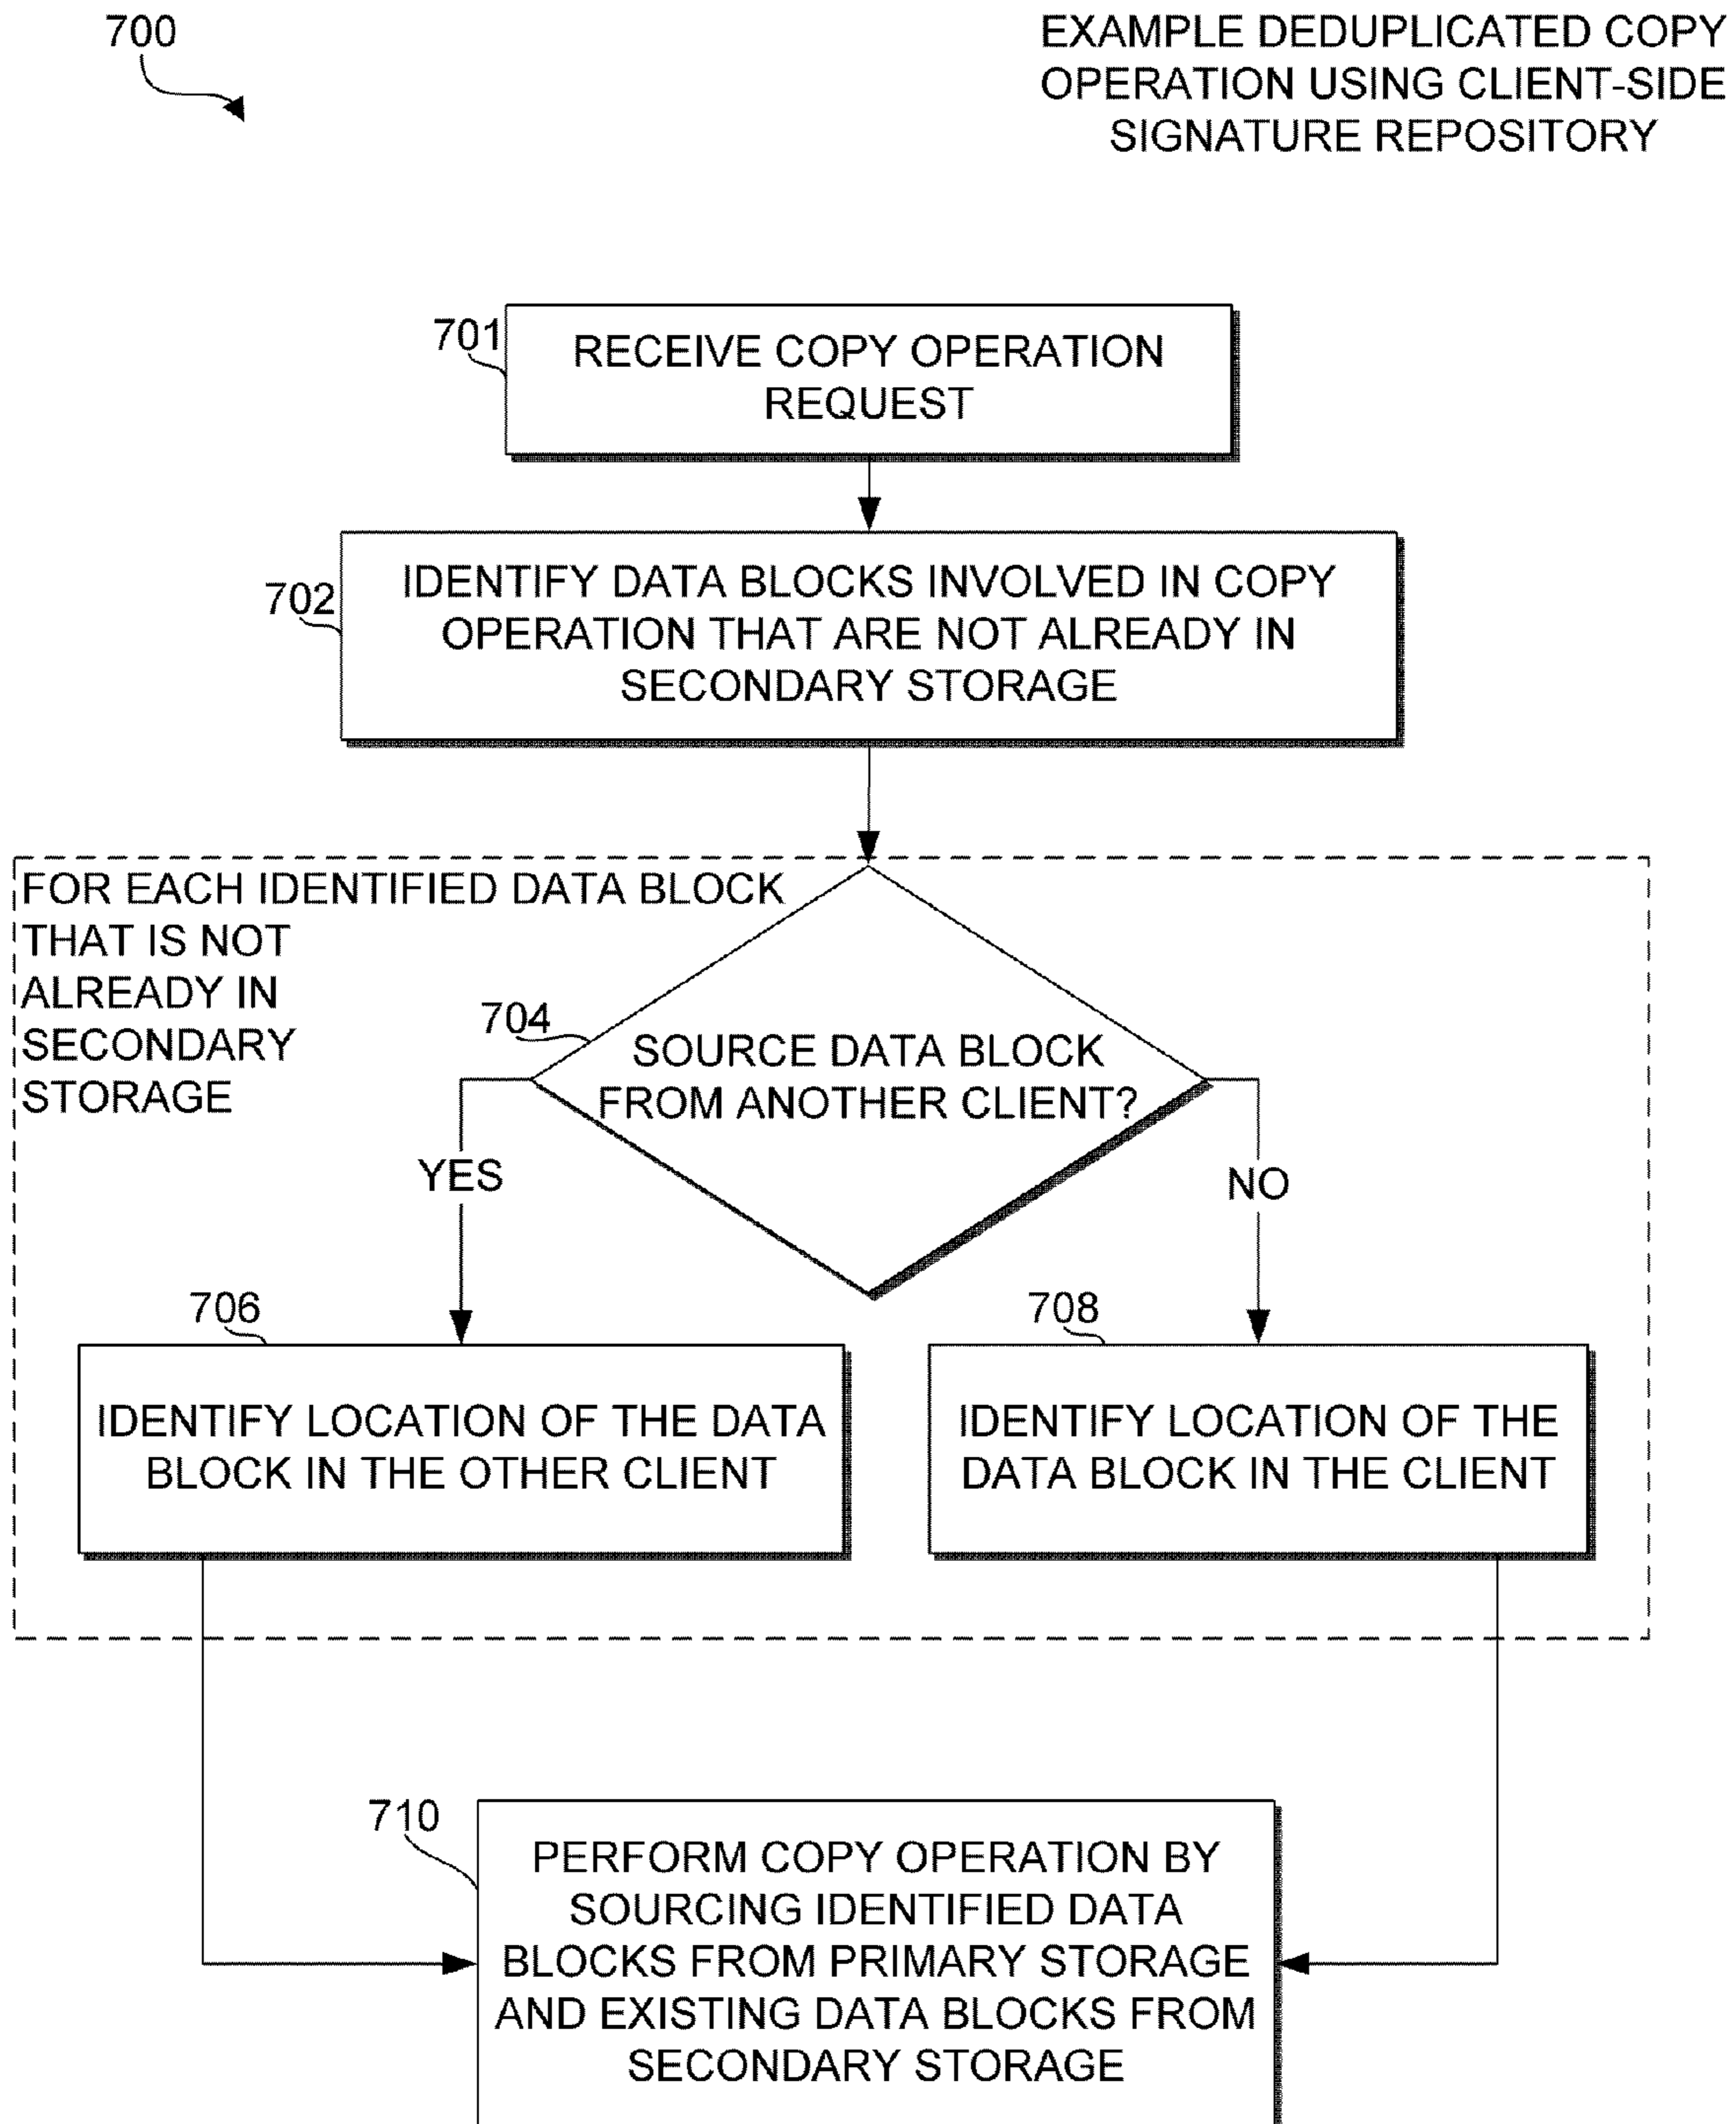 700
EXAMPLE DEDUPLICATED COPY
OPERATION USING CLIENT-SIDE
SIGNATURE REPOSITORY
701
RECEIVE COPY OPERATION
REQUEST
702
IDENTIFY DATA BLOCKS INVOLVED IN COPY
OPERATION THAT ARE NOT ALREADY IN
SECONDARY STORAGE
FOR EACH IDENTIFIED DATA BLOCK
THAT IS NOT
ALREADY IN
SECONDARY
STORAGE
704
SOURCE DATA BLOCK
FROM ANOTHER CLIENT?
YES
NO
706
IDENTIFY LOCATION OF THE DATA
BLOCK IN THE OTHER CLIENT
708
IDENTIFY LOCATION OF THE
DATA BLOCK IN THE CLIENT
710
PERFORM COPY OPERATION BY
SOURCING IDENTIFIED DATA
BLOCKS FROM PRIMARY STORAGE
AND EXISTING DATA BLOCKS FROM
SECONDARY STORAGE